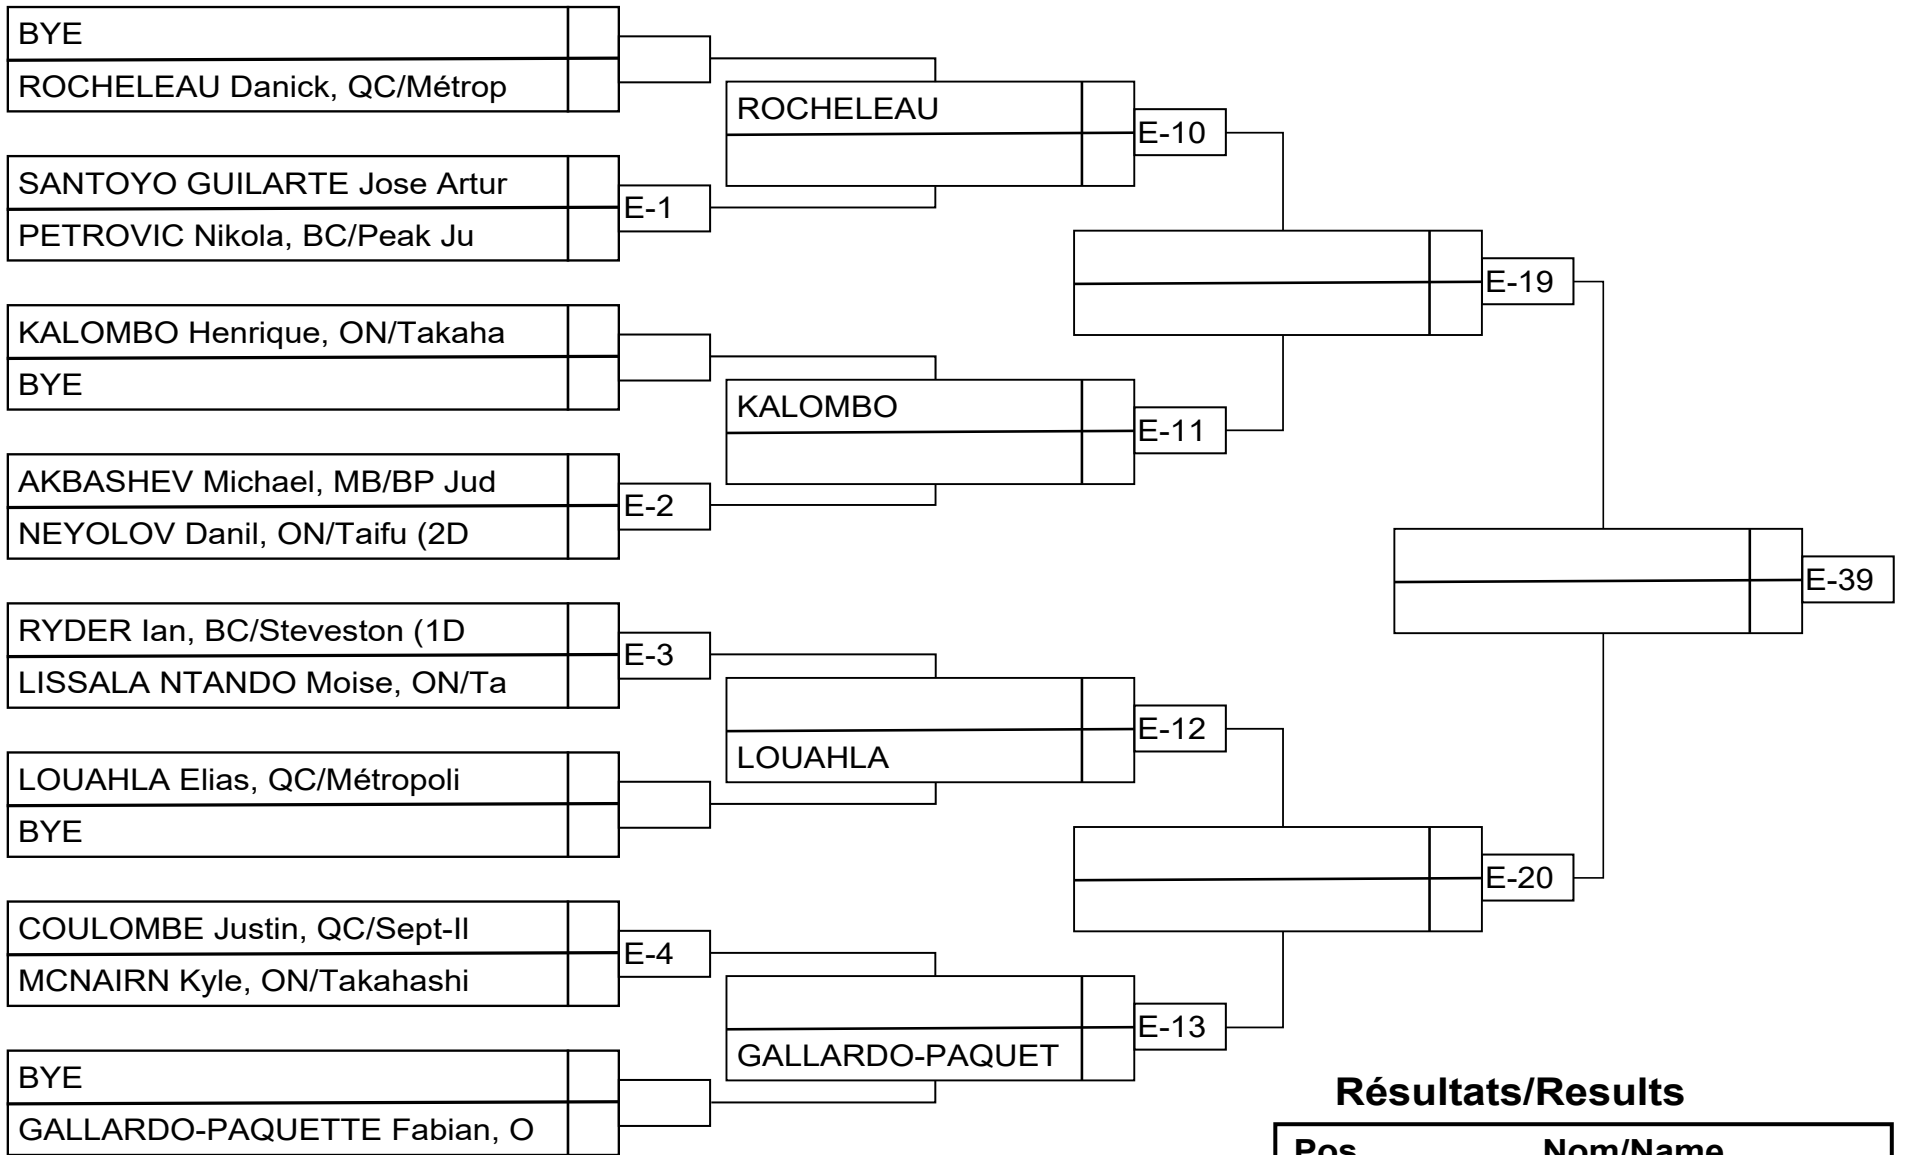 BYE
ROCHELEAU Danick, QC/Métrop
SANTOYO GUILARTE Jose Artur
E-1
PETROVIC Nikola, BC/Peak Ju
KALOMBO Henrique, ON/Takaha
BYE
AKBASHEV Michael, MB/BP Jud
E-2
NEYOLOV Danil, ON/Taifu (2D
RYDER Ian, BC/Steveston (1D
E-3
LISSALA NTANDO Moise, ON/Ta
LOUAHLA Elias, QC/Métropoli
BYE
COULOMBE Justin, QC/Sept-Il
E-4
MCNAIRN Kyle, ON/Takahashi
BYE
GALLARDO-PAQUETTE Fabian, O
ROCHELEAU
E-10
KALOMBO
E-11
E-12
LOUAHLA
E-13
GALLARDO-PAQUET
E-19
E-20
E-39
Résultats/Results
Pos Nom/Name